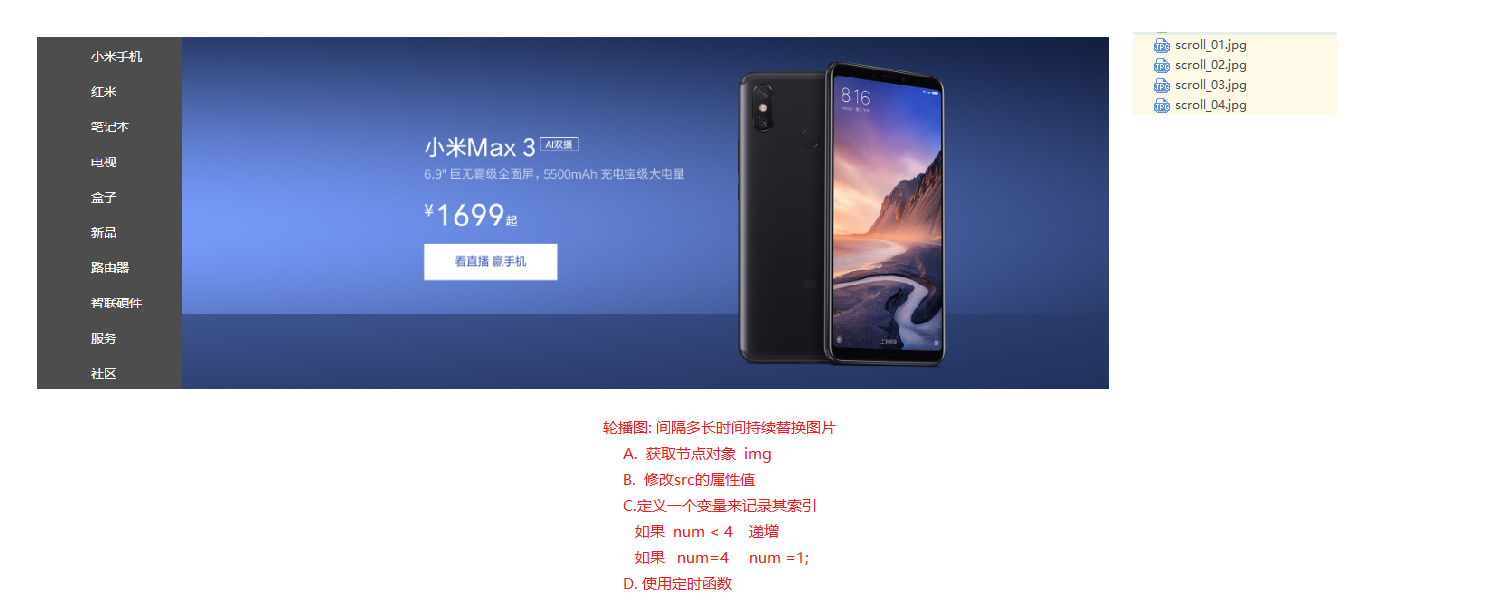 小米手机
红米
笔记本
电视
盒子
新品
路由器
智联硬件
服务
社区
小米Max 3 AI双摄
6.9" 巨无霸级全面屏，5500mAh 充电宝级大电量
¥1699起
看直播 赢手机
8:16
JPG scroll_01.jpg
JPG scroll_02.jpg
JPG scroll_03.jpg
JPG scroll_04.jpg
轮播图: 间隔多长时间持续替换图片
A. 获取节点对象 img
B. 修改src的属性值
C.定义一个变量来记录其索引
如果 num < 4 递增
如果 num=4 num =1;
D. 使用定时函数